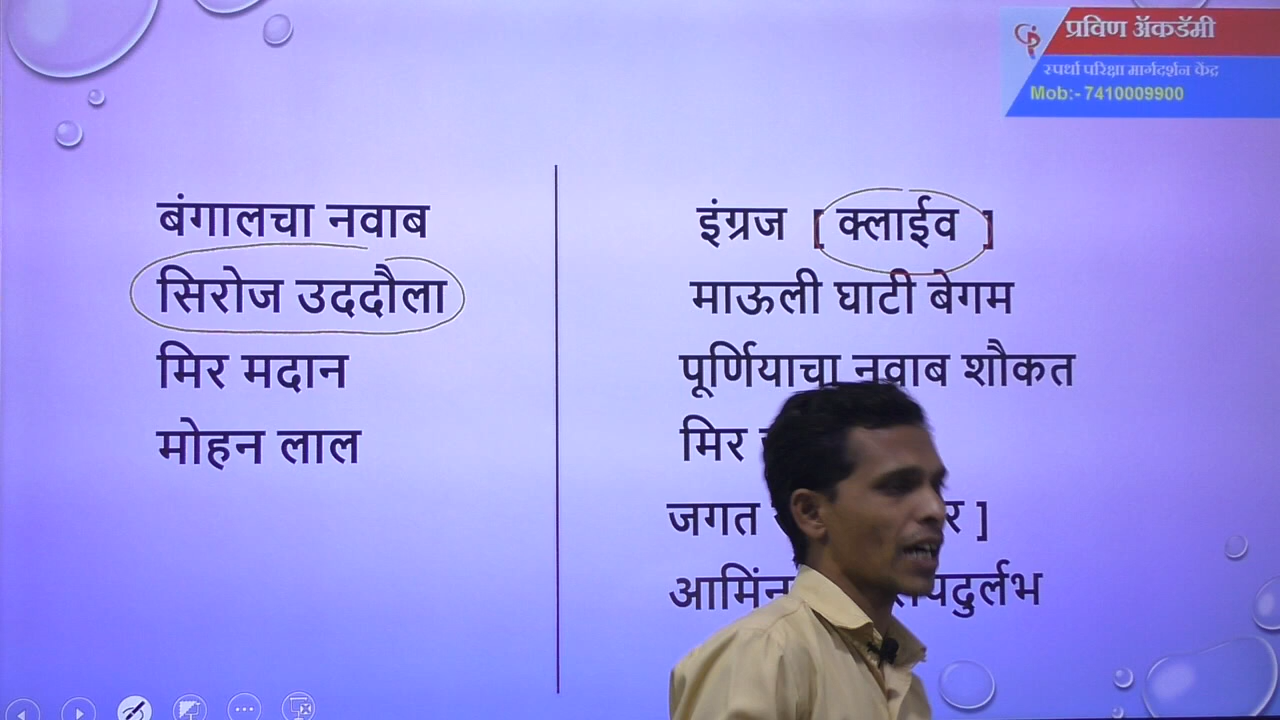 प्रविण ॲकडॅमी
स्पर्धा परिक्षा मार्गदर्शन केंद्र
Mob:- 7410009900
बंगालचा नवाब
सिरोज उददौला
मिर मदान
मोहन लाल
इंग्रज [ क्लाईव ]
माऊली घाटी बेगम
पूर्णियाचा नवाब शौकत
मिर
जगत ]